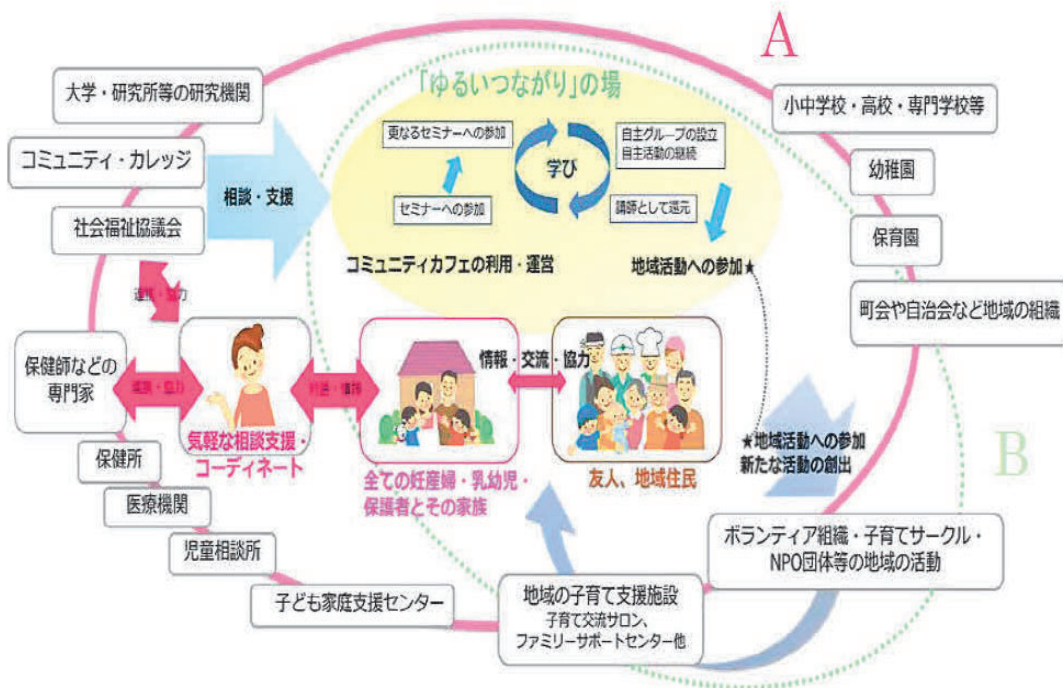 A
大学・研究所等の研究機関
「ゆるいつながり」の場
小中学校・高校・専門学校等
コミュニティ・カレッジ
更なるセミナーへの参加
自主グループの設立
自主活動の継続
幼稚園
相談・支援
学び
社会福祉協議会
セミナーへの参加
講師として還元
保育園
コミュニティカフェの利用・運営
地域活動への参加★
連携・協力
町会や自治会など地域の組織
保健師などの
専門家
連携・協力
情報・交流・協力
気軽な相談支援・
コーディネート
★地域活動への参加
新たな活動の創出
B
保健所
全ての妊産婦・乳幼児・
保護者とその家族
友人、地域住民
医療機関
児童相談所
ボランティア組織・子育てサークル・
NPO団体等の地域の活動
子ども家庭支援センター
地域の子育て支援施設
子育て交流サロン、
ファミリーサポートセンター他